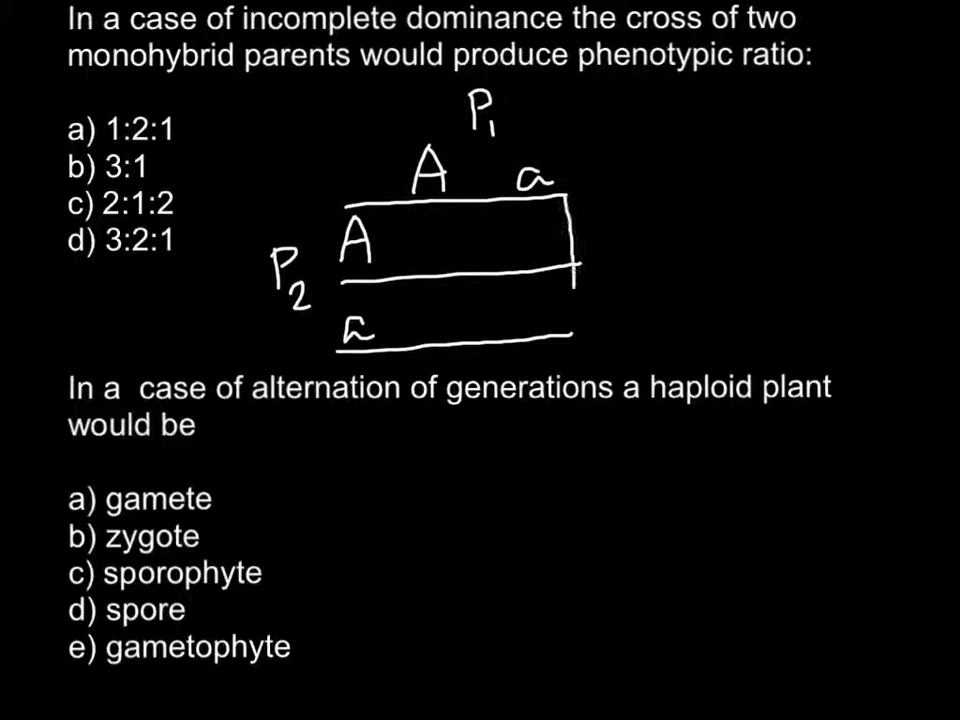 In a case of incomplete dominance the cross of two
monohybrid parents would produce phenotypic ratio:
P1
a) 1:2:1
b) 3:1
A a
c) 2:1:2
d) 3:2:1
A
P2
a
In a case of alternation of generations a haploid plant
would be
a) gamete
b) zygote
c) sporophyte
d) spore
e) gametophyte